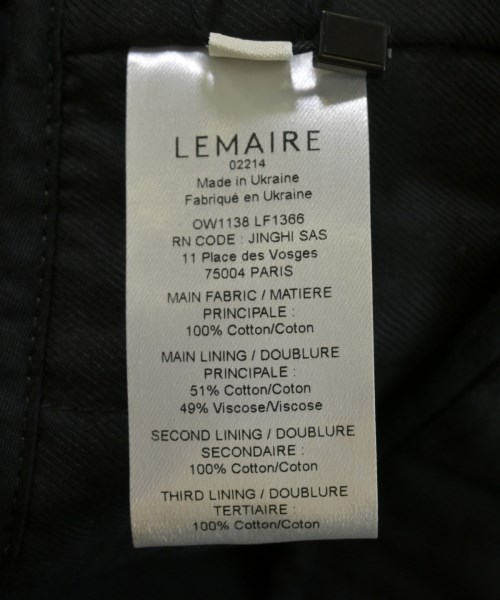 LEMAIRE
02214
Made in Ukraine
Fabriqué en Ukraine
OW1138 LF1366
RN CODE : JINGHI SAS
11 Place des Vosges
75004 PARIS
MAIN FABRIC / MATIERE
PRINCIPALE :
100% Cotton/Coton
MAIN LINING / DOUBLURE
PRINCIPALE :
51% Cotton/Coton
49% Viscose/Viscose
SECOND LINING / DOUBLURE
SECONDAIRE :
100% Cotton/Coton
THIRD LINING / DOUBLURE
TERTIAIRE :
100% Cotton/Coton